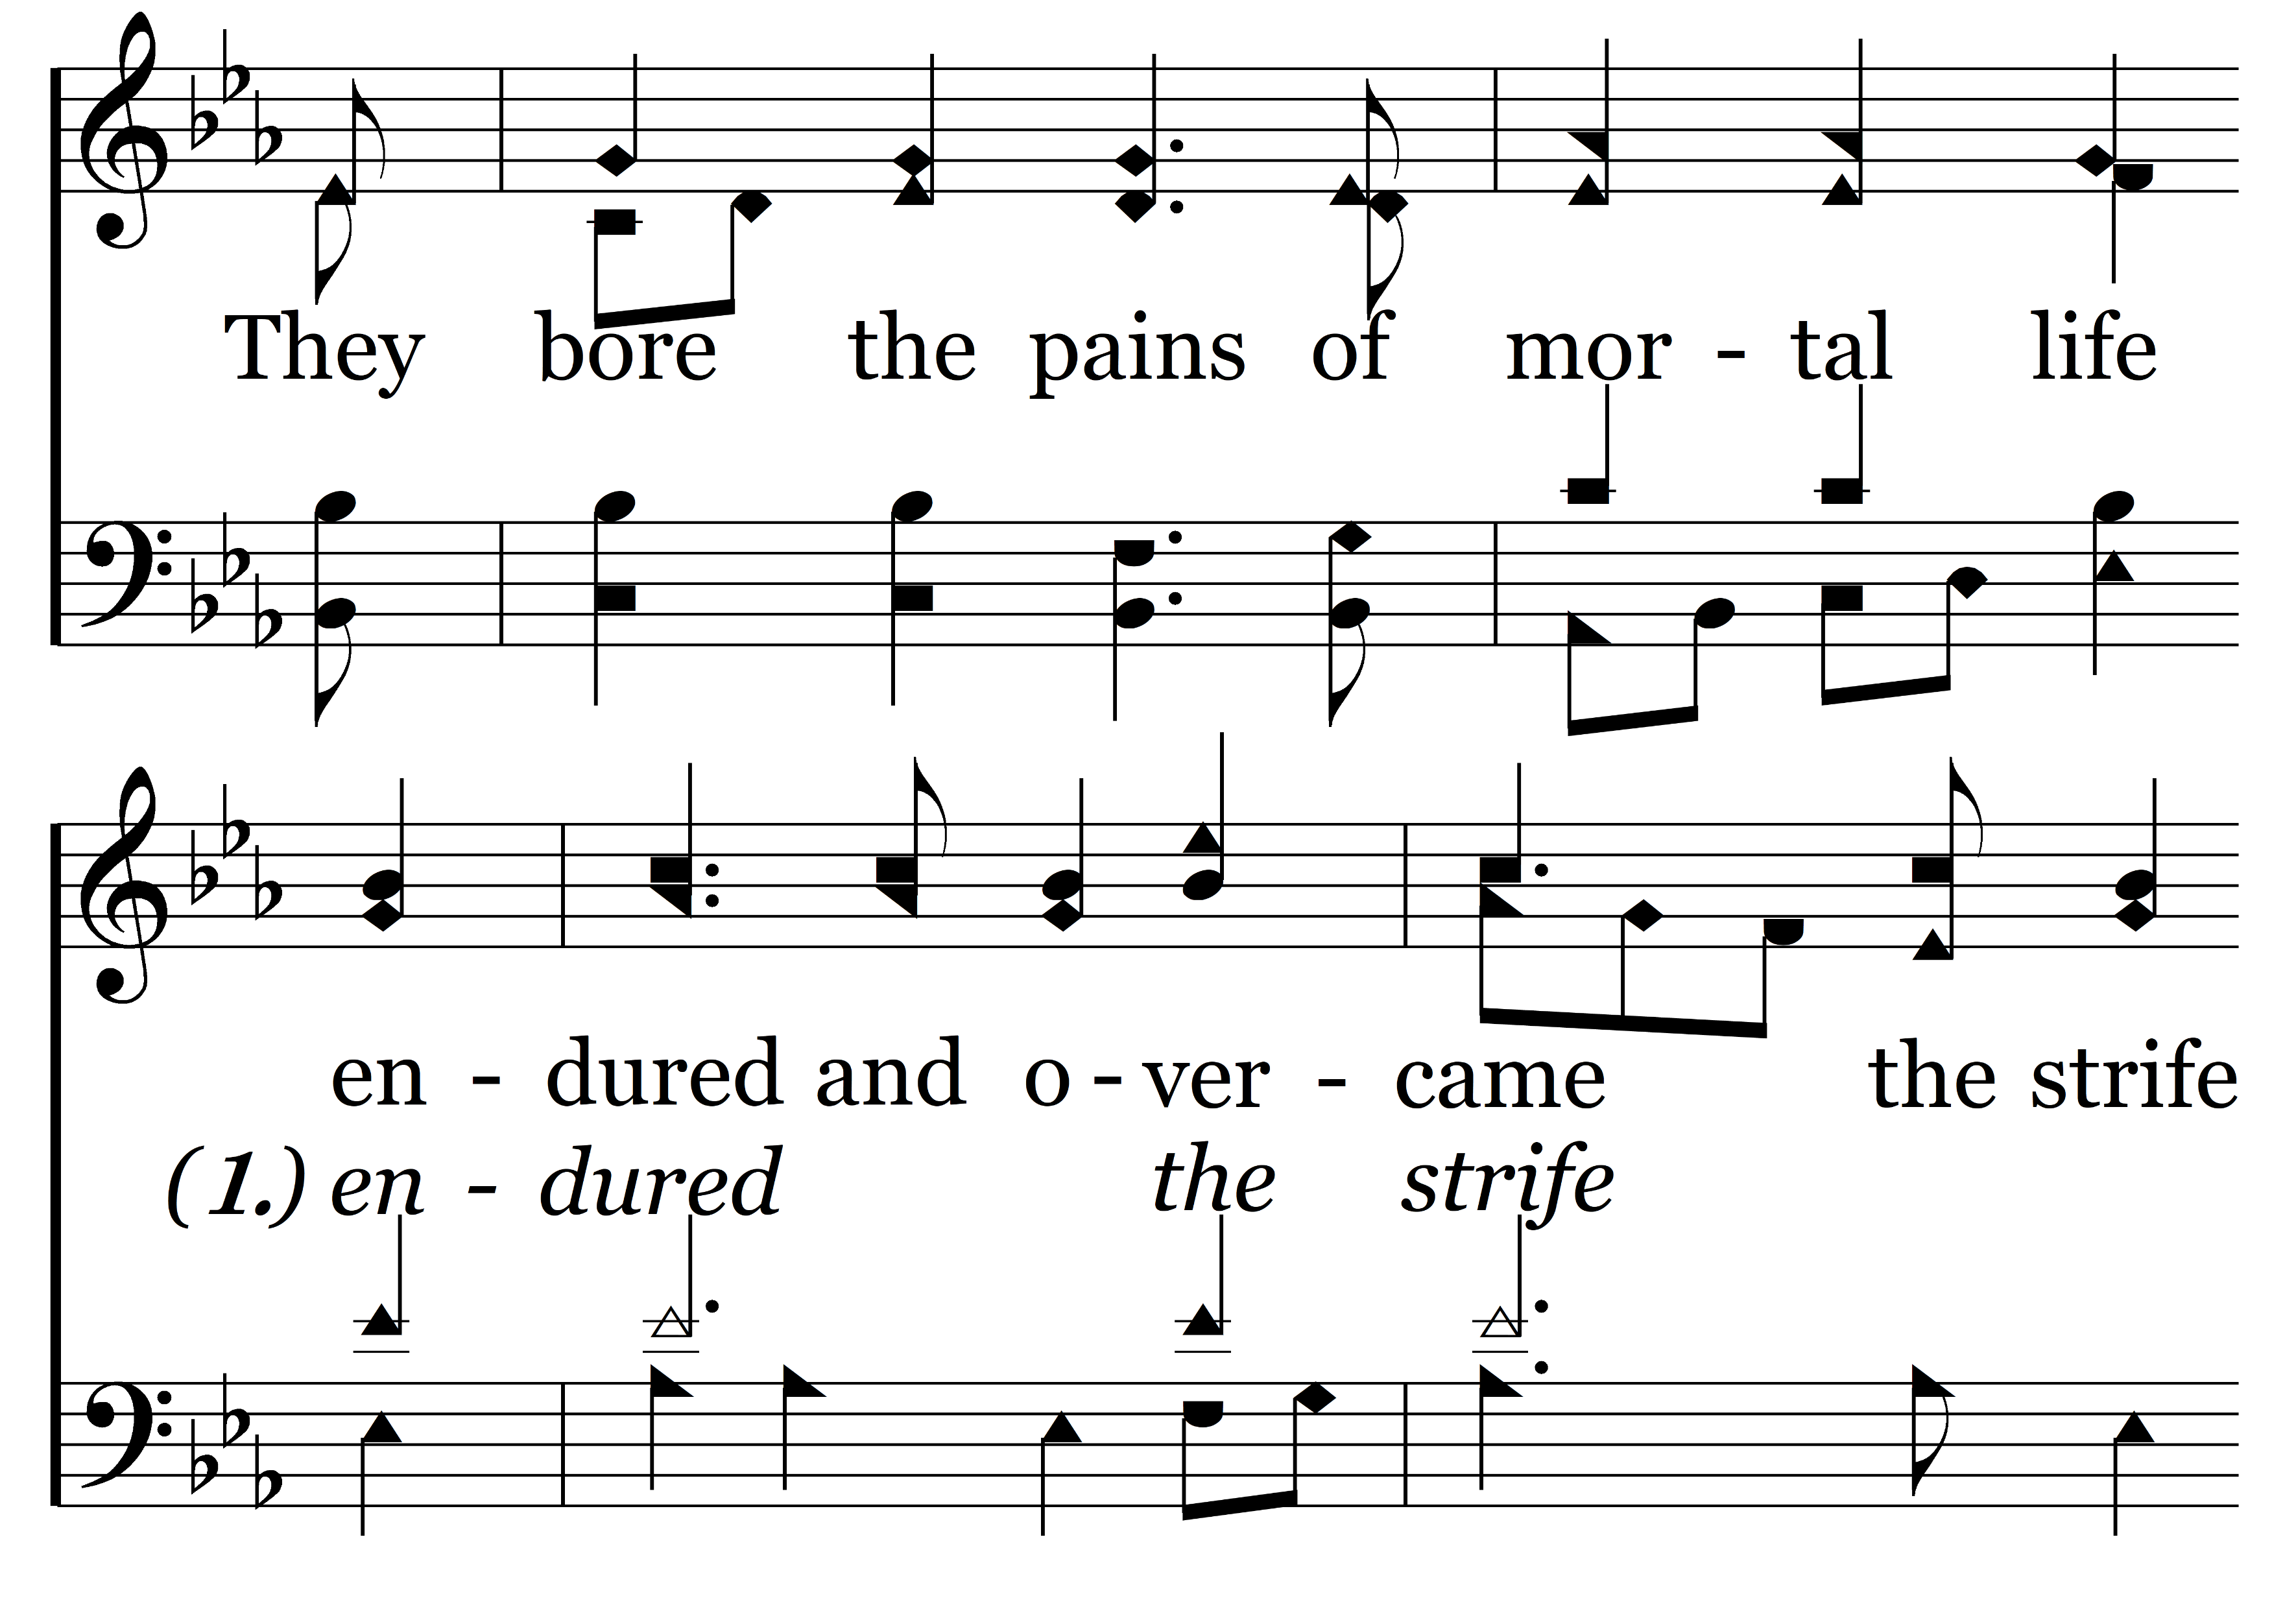 They bore the pains of mor - tal life
en - dured and o - ver - came the strife
(1.) en - dured the strife